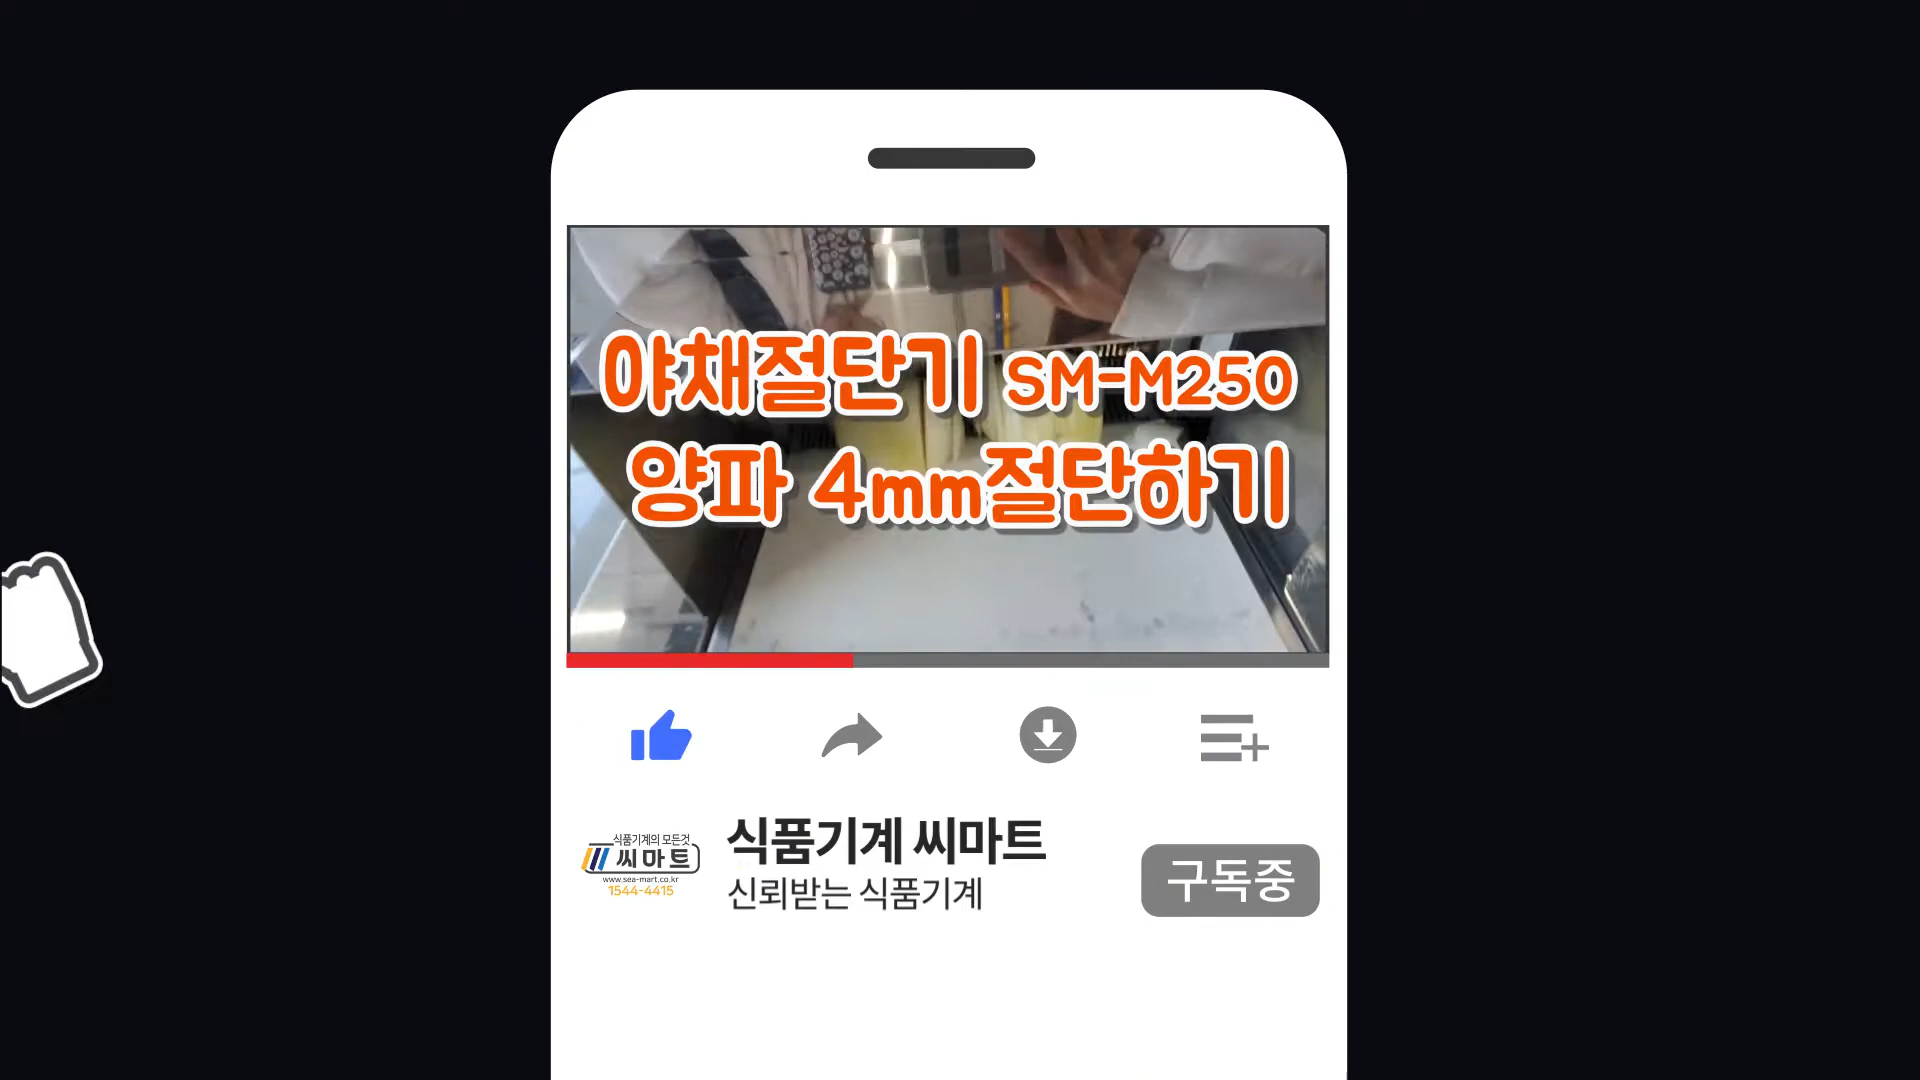 야채절단기 SM-M250
양파 4mm절단하기
식품기계의 모든것
씨마트
www.sea-mart.co.kr
1544-4415
식품기계 씨마트
신뢰받는 식품기계
구독중